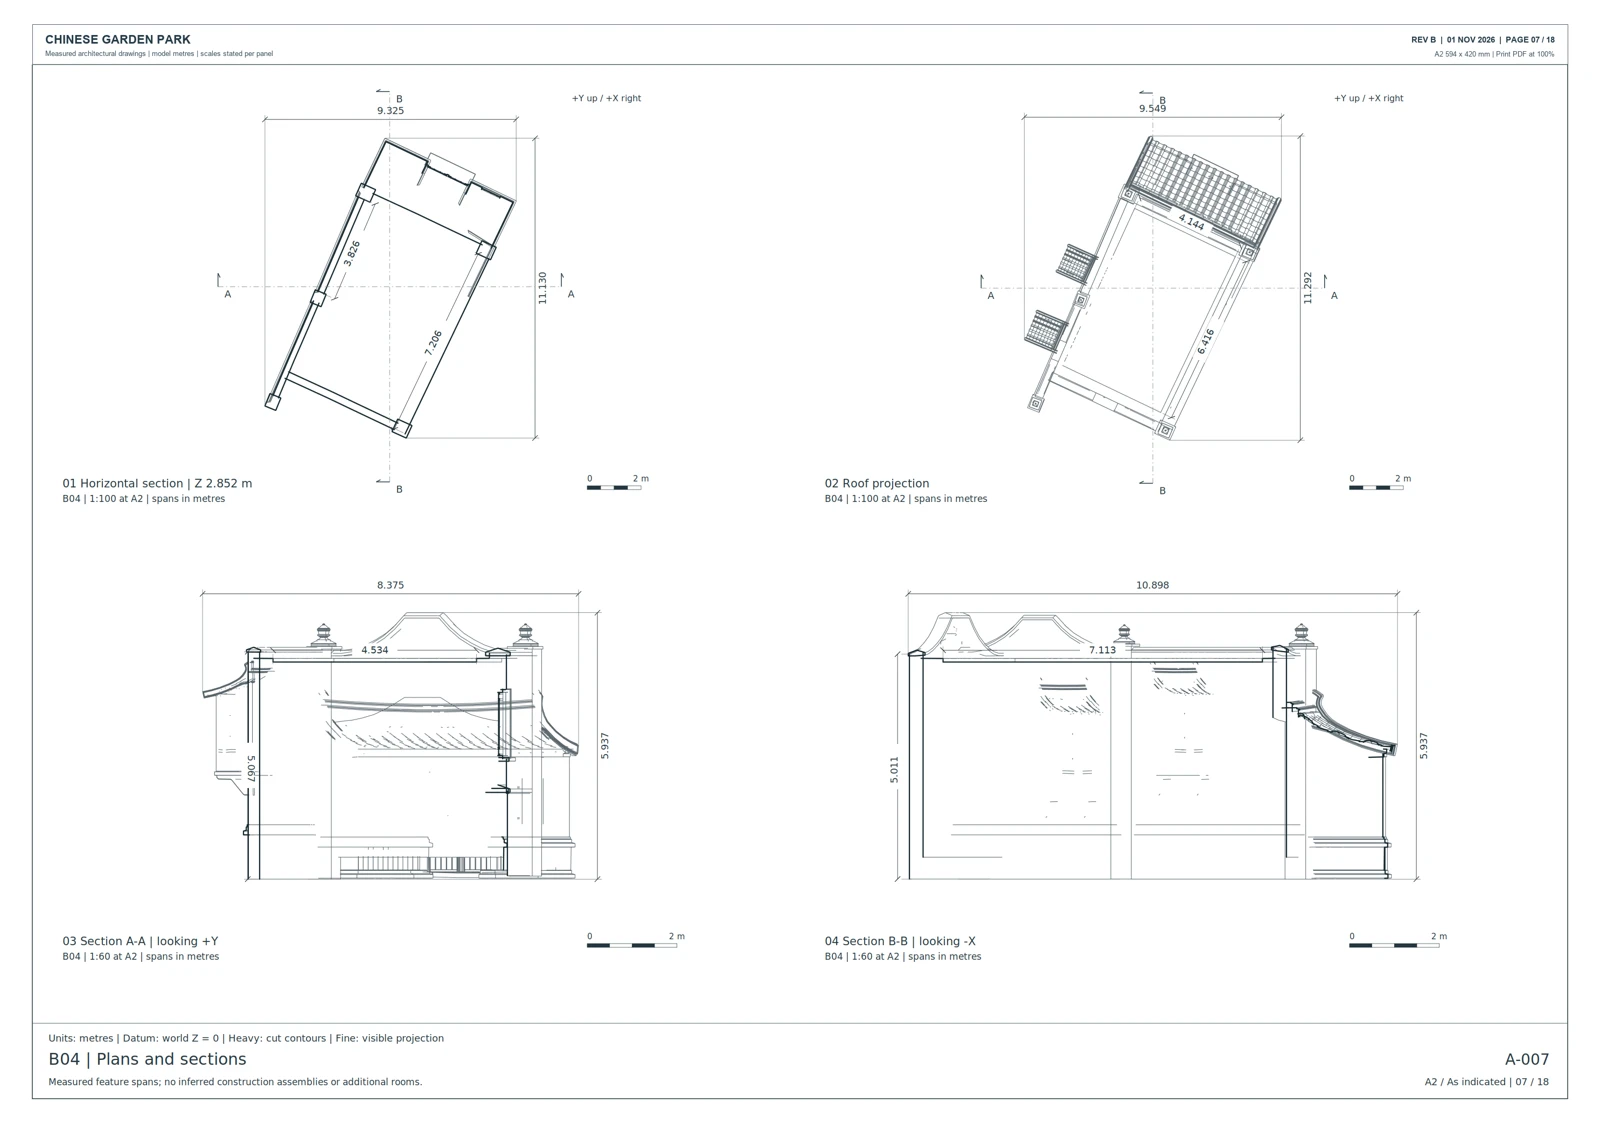 CHINESE GARDEN PARK
Measured architectural drawings | model metres | scales stated per panel
REV B | 01 NOV 2026 | PAGE 07 / 18
A2 594 x 420 mm | Print PDF at 100%
B
9.325
+Y up / +X right
3.826
7.206
11.130
A
A
B
01 Horizontal section | Z 2.852 m
B04 | 1:100 at A2 | spans in metres
0 2 m
B
9.549
+Y up / +X right
4.144
6.416
11.292
A
A
B
02 Roof projection
B04 | 1:100 at A2 | spans in metres
0 2 m
8.375
4.534
5.067
5.937
03 Section A-A | looking +Y
B04 | 1:60 at A2 | spans in metres
0 2 m
10.898
7.113
5.011
5.937
04 Section B-B | looking -X
B04 | 1:60 at A2 | spans in metres
0 2 m
Units: metres | Datum: world Z = 0 | Heavy: cut contours | Fine: visible projection
B04 | Plans and sections
Measured feature spans; no inferred construction assemblies or additional rooms.
A-007
A2 / As indicated | 07 / 18